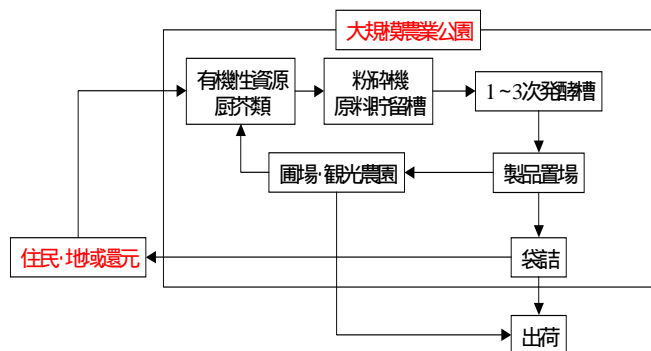 大規模農業公園
有機性資源
厨芥類
粉砕機
原料貯留槽
1~3次発酵槽
圃場･観光農園
製品置場
住民･地域還元
袋詰
出荷